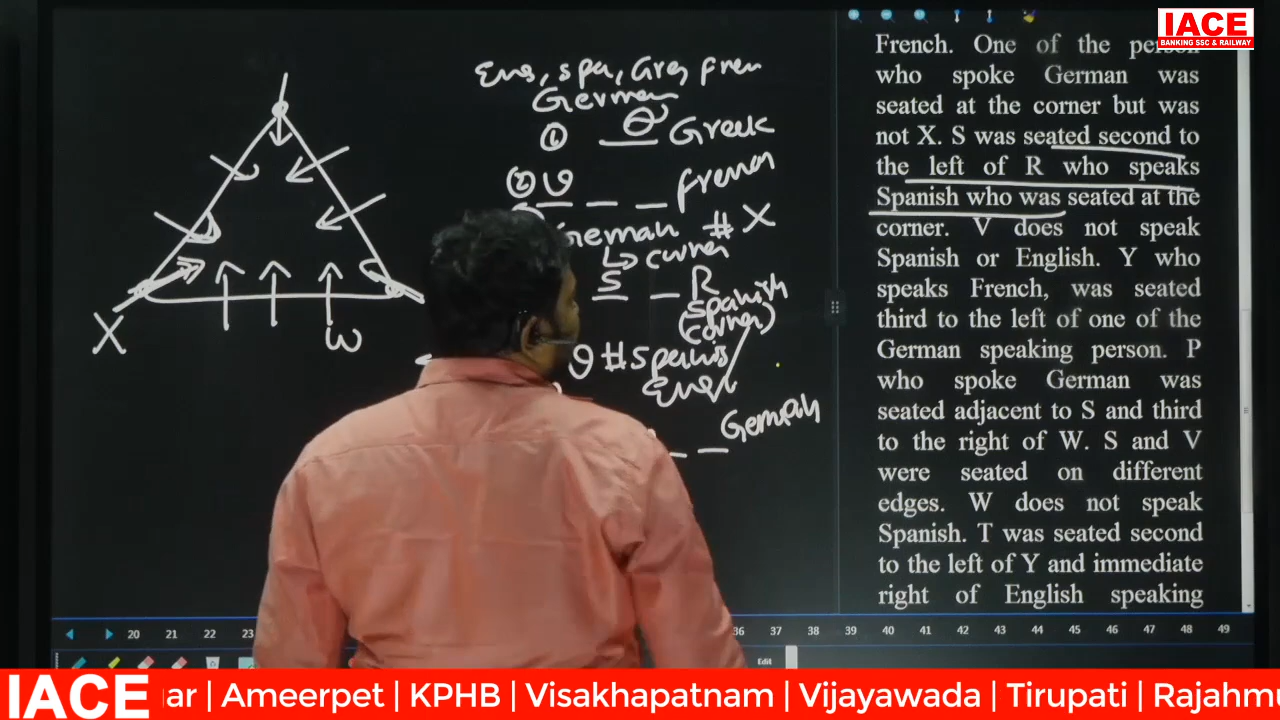 IACE
BANKING SSC & RAILWAY
French. One of the person
who spoke German was
seated at the corner but was
not X. S was seated second to
the left of R who speaks
Spanish who was seated at the
corner. V does not speak
Spanish or English. Y who
speaks French, was seated
third to the left of one of the
German speaking person. P
who spoke German was
seated adjacent to S and third
to the right of W. S and V
were seated on different
edges. W does not speak
Spanish. T was seated second
to the left of Y and immediate
right of English speaking
Eng, spa, Gre, fren
German
Greek
french
German # X
↳ corner
S R
spanish
(corner)
# Spanis
Engl
German
X
W
20 21 22 23
36 37 38 39 40 41 42 43 44 45 46 47 48 49
Edit
IACE
ar | Ameerpet | KPHB | Visakhapatnam | Vijayawada | Tirupati | Rajahmu